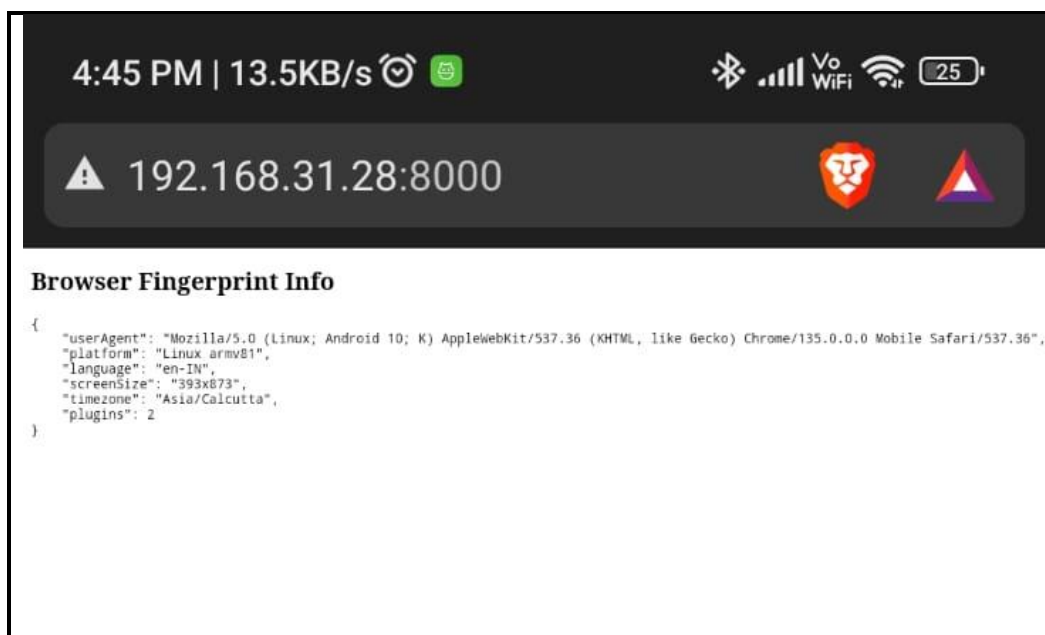 4:45 PM | 13.5KB/s Vo WiFi 25
192.168.31.28:8000
Browser Fingerprint Info
{
"userAgent": "Mozilla/5.0 (Linux; Android 10; K) AppleWebKit/537.36 (KHTML, like Gecko) Chrome/135.0.0.0 Mobile Safari/537.36",
"platform": "Linux armv81",
"language": "en-IN",
"screenSize": "393x873",
"timezone": "Asia/Calcutta",
"plugins": 2
}